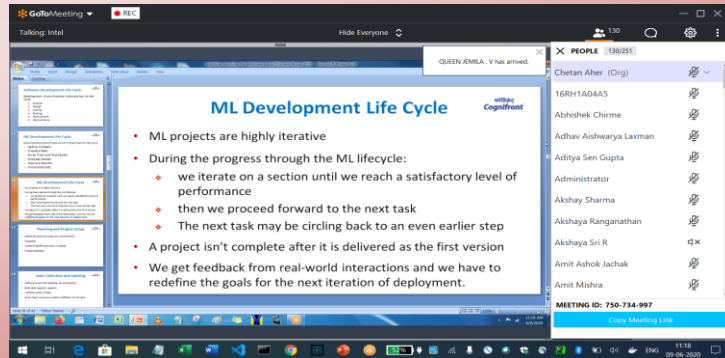 GoToMeeting
REC
Talking: Intel
Hide Everyone
130
QUEEN JEMILA . V has arrived.
X PEOPLE 130/251
Chetan Aher (Org)
16RH1A04A5
Abhishek Chirme
Adhav Aishwarya Laxman
Aditya Sen Gupta
Administrator
Akshay Sharma
Akshaya Ranganathan
Akshaya Sri R
Amit Ashok Jachak
Amit Mishra
MEETING ID: 750-734-997
Copy Meeting Link
Software Development Life Cycle
ML Development Life Cycle
Planning and Project Setup
Data Collection and Labeling
ML Development Life Cycle
Cognifront
• ML projects are highly iterative
• During the progress through the ML lifecycle:
we iterate on a section until we reach a satisfactory level of
performance
then we proceed forward to the next task
The next task may be circling back to an even earlier step
• A project isn't complete after it is delivered as the first version
• We get feedback from real-world interactions and we have to
redefine the goals for the next iteration of deployment.
52%
ENG
11:18
09-06-2020